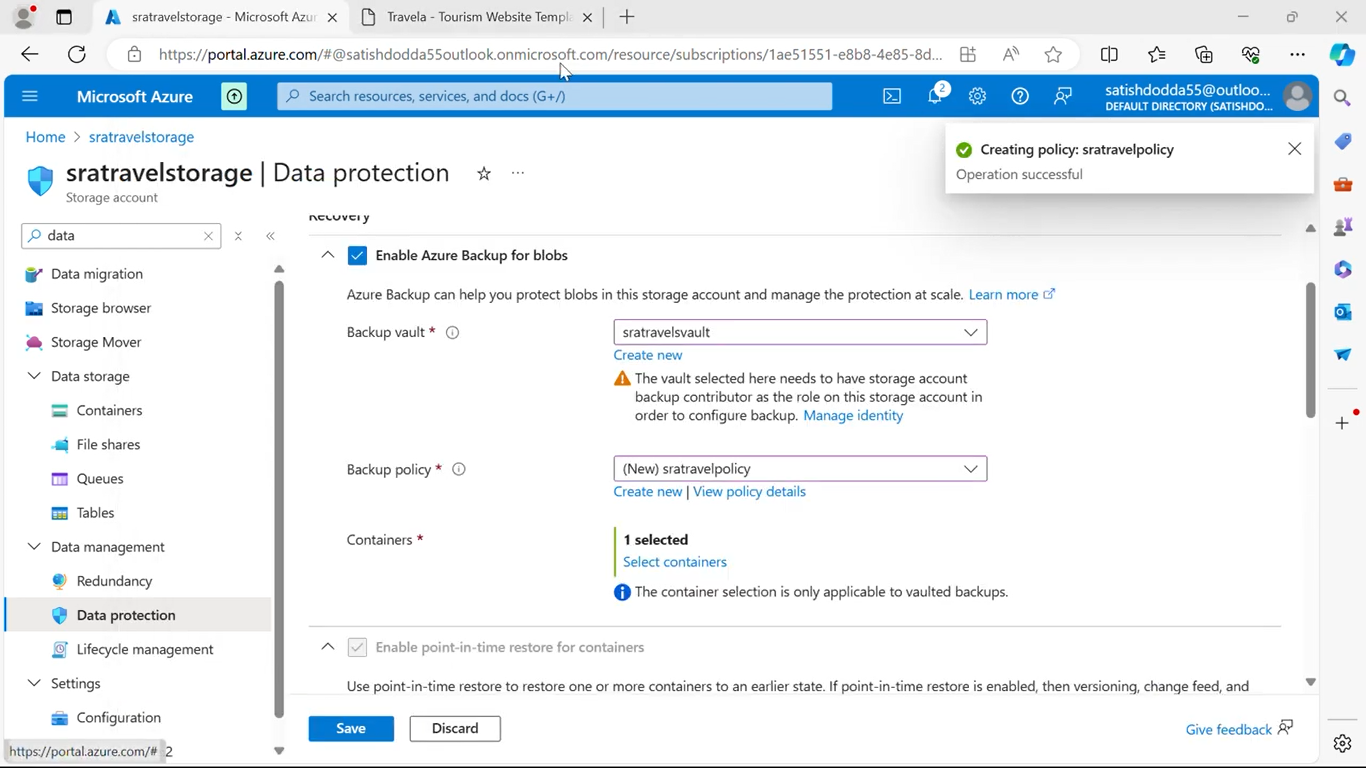 sratravelstorage - Microsoft Azur
Travela - Tourism Website Templ
https://portal.azure.com/#@satishdodda55outlook.onmicrosoft.com/resource/subscriptions/1ae51551-e8b8-4e85-8d...
Microsoft Azure
Search resources, services, and docs (G+/)
2
satishdodda55@outloo...
DEFAULT DIRECTORY (SATISHDO...
Home > sratravelstorage
Creating policy: sratravelpolicy
Operation successful
sratravelstorage | Data protection
Storage account
data
Data migration
Storage browser
Storage Mover
Data storage
Containers
File shares
Queues
Tables
Data management
Redundancy
Data protection
Lifecycle management
Settings
Configuration
https://portal.azure.com/#
2
Recovery
Enable Azure Backup for blobs
Azure Backup can help you protect blobs in this storage account and manage the protection at scale. Learn more
Backup vault *
sratravelsvault
Create new
The vault selected here needs to have storage account
backup contributor as the role on this storage account in
order to configure backup. Manage identity
Backup policy *
(New) sratravelpolicy
Create new | View policy details
Containers *
1 selected
Select containers
The container selection is only applicable to vaulted backups.
Enable point-in-time restore for containers
Use point-in-time restore to restore one or more containers to an earlier state. If point-in-time restore is enabled, then versioning, change feed, and
Save
Discard
Give feedback